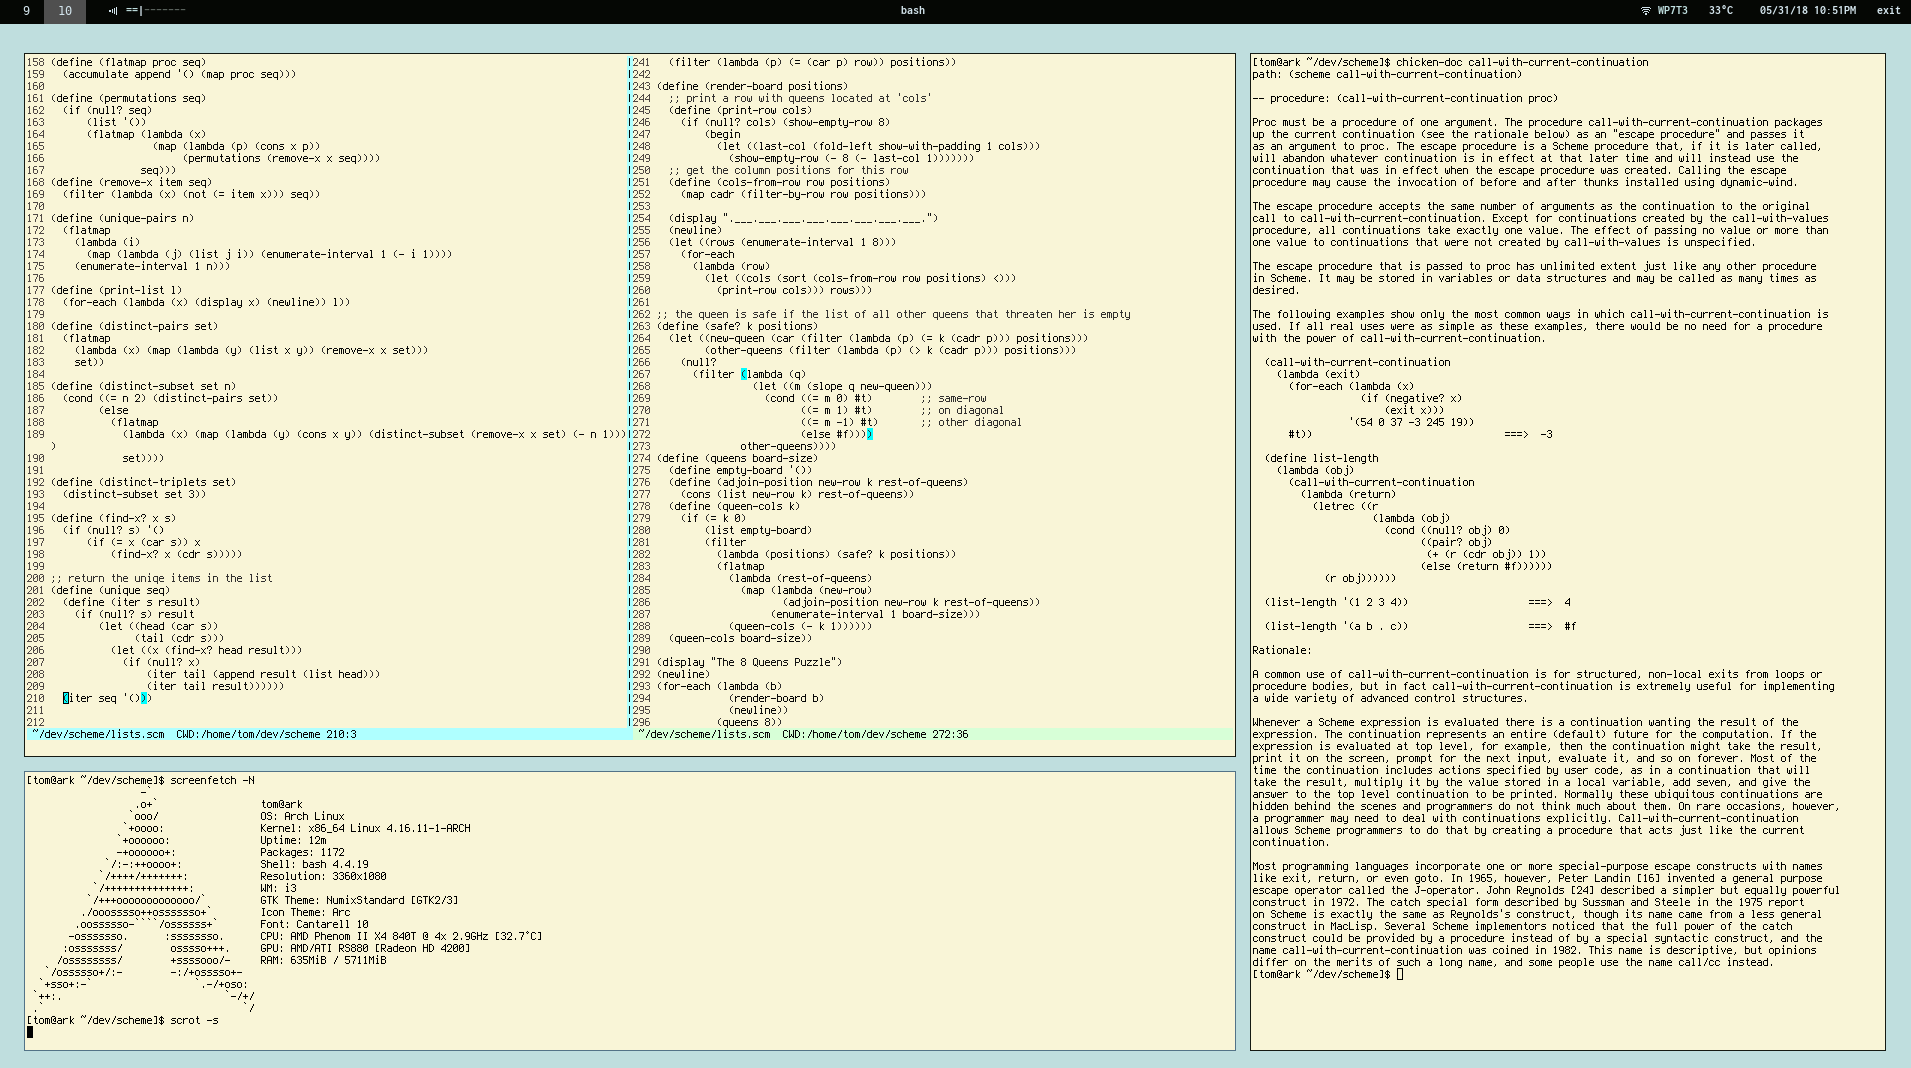 9 10 ==|------- bash WP7T3 33°C 05/31/18 10:51PM exit
158 (define (flatmap proc seq)
159   (accumulate append '() (map proc seq)))
160
161 (define (permutations seq)
162   (if (null? seq)
163       (list '())
164       (flatmap (lambda (x)
165                  (map (lambda (p) (cons x p))
166                       (permutations (remove-x x seq))))
167                seq)))
168 (define (remove-x item seq)
169   (filter (lambda (x) (not (= item x))) seq))
170
171 (define (unique-pairs n)
172   (flatmap
173     (lambda (i)
174       (map (lambda (j) (list j i)) (enumerate-interval 1 (- i 1))))
175     (enumerate-interval 1 n)))
176
177 (define (print-list l)
178   (for-each (lambda (x) (display x) (newline)) l))
179
180 (define (distinct-pairs set)
181   (flatmap
182     (lambda (x) (map (lambda (y) (list x y)) (remove-x x set)))
183     set))
184
185 (define (distinct-subset set n)
186   (cond ((= n 2) (distinct-pairs set))
187         (else
188           (flatmap
189             (lambda (x) (map (lambda (y) (cons x y)) (distinct-subset (remove-x x set) (- n 1)))
)
190             set))))
191
192 (define (distinct-triplets set)
193   (distinct-subset set 3))
194
195 (define (find-x? x s)
196   (if (null? s) '()
197       (if (= x (car s)) x
198           (find-x? x (cdr s)))))
199
200 ;; return the uniqe items in the list
201 (define (unique seq)
202   (define (iter s result)
203     (if (null? s) result
204         (let ((head (car s))
205               (tail (cdr s)))
206           (let ((x (find-x? head result)))
207             (if (null? x)
208                 (iter tail (append result (list head)))
209                 (iter tail result))))))
210   (iter seq '()))
211
212
~/dev/scheme/lists.scm  CWD:/home/tom/dev/scheme 210:3
241   (filter (lambda (p) (= (car p) row)) positions))
242
243 (define (render-board positions)
244   ;; print a row with queens located at 'cols'
245   (define (print-row cols)
246     (if (null? cols) (show-empty-row 8)
247         (begin
248           (let ((last-col (fold-left show-with-padding 1 cols)))
249             (show-empty-row (- 8 (- last-col 1)))))))
250   ;; get the column positions for this row
251   (define (cols-from-row row positions)
252     (map cadr (filter-by-row row positions)))
253
254   (display ".___.___.___.___.___.___.___.___.")
255   (newline)
256   (let ((rows (enumerate-interval 1 8)))
257     (for-each
258       (lambda (row)
259         (let ((cols (sort (cols-from-row row positions) <)))
260           (print-row cols))) rows)))
261
262 ;; the queen is safe if the list of all other queens that threaten her is empty
263 (define (safe? k positions)
264   (let ((new-queen (car (filter (lambda (p) (= k (cadr p))) positions)))
265         (other-queens (filter (lambda (p) (> k (cadr p))) positions)))
266     (null?
267       (filter (lambda (q)
268                 (let ((m (slope q new-queen)))
269                   (cond ((= m 0) #t)        ;; same-row
270                         ((= m 1) #t)        ;; on diagonal
271                         ((= m -1) #t)       ;; other diagonal
272                         (else #f))))
273               other-queens))))
274 (define (queens board-size)
275   (define empty-board '())
276   (define (adjoin-position new-row k rest-of-queens)
277     (cons (list new-row k) rest-of-queens))
278   (define (queen-cols k)
279     (if (= k 0)
280         (list empty-board)
281         (filter
282           (lambda (positions) (safe? k positions))
283           (flatmap
284             (lambda (rest-of-queens)
285               (map (lambda (new-row)
286                      (adjoin-position new-row k rest-of-queens))
287                    (enumerate-interval 1 board-size)))
288             (queen-cols (- k 1))))))
289   (queen-cols board-size))
290
291 (display "The 8 Queens Puzzle")
292 (newline)
293 (for-each (lambda (b)
294             (render-board b)
295             (newline))
296           (queens 8))
~/dev/scheme/lists.scm  CWD:/home/tom/dev/scheme 272:36
[tom@ark ~/dev/scheme]$ screenfetch -N
                   -`
                  .o+`                 tom@ark
                 `ooo/                 OS: Arch Linux
                `+oooo:                Kernel: x86_64 Linux 4.16.11-1-ARCH
               `+oooooo:               Uptime: 12m
               -+oooooo+:              Packages: 1172
             `/:-:++oooo+:             Shell: bash 4.4.19
            `/++++/+++++++:            Resolution: 3360x1080
           `/++++++++++++++:           WM: i3
          `/+++ooooooooooooo/`         GTK Theme: NumixStandard [GTK2/3]
         ./ooosssso++osssssso+`        Icon Theme: Arc
        .oossssso-````/ossssss+`       Font: Cantarell 10
       -osssssso.      :ssssssso.      CPU: AMD Phenom II X4 840T @ 4x 2.9GHz [32.7°C]
      :osssssss/        osssso+++.     GPU: AMD/ATI RS880 [Radeon HD 4200]
     /ossssssss/        +ssssooo/-     RAM: 635MiB / 5711MiB
   `/ossssso+/:-        -:/+osssso+-
  `+sso+:-`                 `.-/+oso:
 `++:.                           `-/+/
 .`                                 `/
[tom@ark ~/dev/scheme]$ scrot -s
[tom@ark ~/dev/scheme]$ chicken-doc call-with-current-continuation
path: (scheme call-with-current-continuation)
-- procedure: (call-with-current-continuation proc)
Proc must be a procedure of one argument. The procedure call-with-current-continuation packages
up the current continuation (see the rationale below) as an "escape procedure" and passes it
as an argument to proc. The escape procedure is a Scheme procedure that, if it is later called,
will abandon whatever continuation is in effect at that later time and will instead use the
continuation that was in effect when the escape procedure was created. Calling the escape
procedure may cause the invocation of before and after thunks installed using dynamic-wind.
The escape procedure accepts the same number of arguments as the continuation to the original
call to call-with-current-continuation. Except for continuations created by the call-with-values
procedure, all continuations take exactly one value. The effect of passing no value or more than
one value to continuations that were not created by call-with-values is unspecified.
The escape procedure that is passed to proc has unlimited extent just like any other procedure
in Scheme. It may be stored in variables or data structures and may be called as many times as
desired.
The following examples show only the most common ways in which call-with-current-continuation is
used. If all real uses were as simple as these examples, there would be no need for a procedure
with the power of call-with-current-continuation.
  (call-with-current-continuation
    (lambda (exit)
      (for-each (lambda (x)
                  (if (negative? x)
                      (exit x)))
                '(54 0 37 -3 245 19))
      #t))                                ===>  -3
  (define list-length
    (lambda (obj)
      (call-with-current-continuation
        (lambda (return)
          (letrec ((r
                    (lambda (obj)
                      (cond ((null? obj) 0)
                            ((pair? obj)
                             (+ (r (cdr obj)) 1))
                            (else (return #f))))))
            (r obj))))))
  (list-length '(1 2 3 4))                    ===>  4
  (list-length '(a b . c))                    ===>  #f
Rationale:
A common use of call-with-current-continuation is for structured, non-local exits from loops or
procedure bodies, but in fact call-with-current-continuation is extremely useful for implementing
a wide variety of advanced control structures.
Whenever a Scheme expression is evaluated there is a continuation wanting the result of the
expression. The continuation represents an entire (default) future for the computation. If the
expression is evaluated at top level, for example, then the continuation might take the result,
print it on the screen, prompt for the next input, evaluate it, and so on forever. Most of the
time the continuation includes actions specified by user code, as in a continuation that will
take the result, multiply it by the value stored in a local variable, add seven, and give the
answer to the top level continuation to be printed. Normally these ubiquitous continuations are
hidden behind the scenes and programmers do not think much about them. On rare occasions, however,
a programmer may need to deal with continuations explicitly. Call-with-current-continuation
allows Scheme programmers to do that by creating a procedure that acts just like the current
continuation.
Most programming languages incorporate one or more special-purpose escape constructs with names
like exit, return, or even goto. In 1965, however, Peter Landin [16] invented a general purpose
escape operator called the J-operator. John Reynolds [24] described a simpler but equally powerful
construct in 1972. The catch special form described by Sussman and Steele in the 1975 report
on Scheme is exactly the same as Reynolds's construct, though its name came from a less general
construct in MacLisp. Several Scheme implementors noticed that the full power of the catch
construct could be provided by a procedure instead of by a special syntactic construct, and the
name call-with-current-continuation was coined in 1982. This name is descriptive, but opinions
differ on the merits of such a long name, and some people use the name call/cc instead.
[tom@ark ~/dev/scheme]$